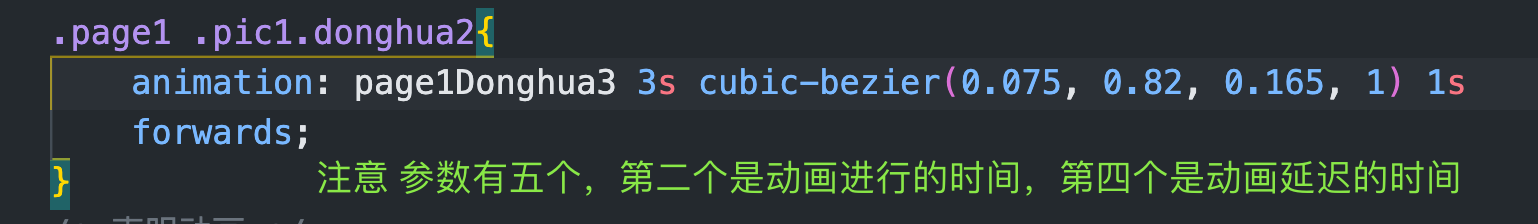 .page1 .pic1.donghua2{
animation: page1Donghua3 3s cubic-bezier(0.075, 0.82, 0.165, 1) 1s
forwards;
} 注意 参数有五个，第二个是动画进行的时间，第四个是动画延迟的时间